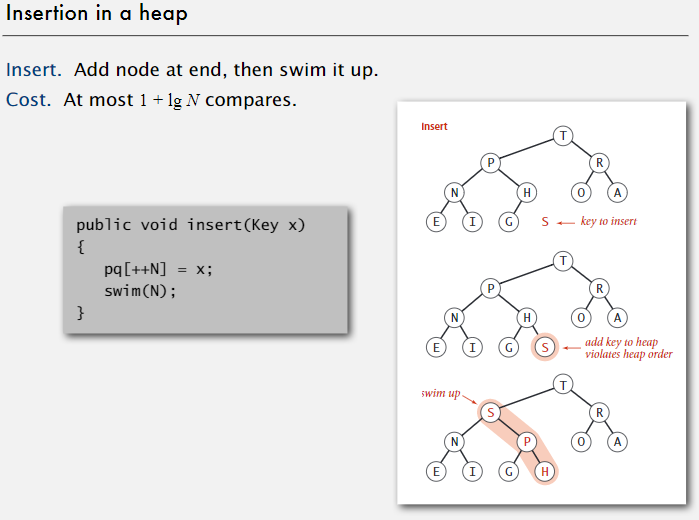 Insertion in a heap
Insert. Add node at end, then swim it up.
Cost. At most 1 + lg N compares.
public void insert(Key x)
{
pq[++N] = x;
swim(N);
}
Insert
T
P R
N H O A
E I G S key to insert
T
P R
N H O A
E I G S add key to heap
violates heap order
swim up
T
S R
N P O A
E I G H